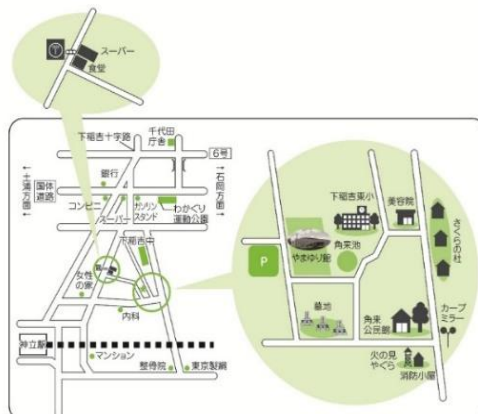 スーパー
食堂
下稲吉十字路
千代田
庁舎
6号
↑土浦方面↓
国体
道路
銀行
コンビニ
スーパー
ガソリン
スタンド
わかぐり
運動公園
↑石岡方面↓
下稲吉中
女性
の家
内科
神立駅
マンション
整骨院
東京製綱
下稲吉東小
美容院
さくらの杜
やまゆり館
角来池
P
墓地
角来
公民館
カーブ
ミラー
火の見
やぐら
消防小屋